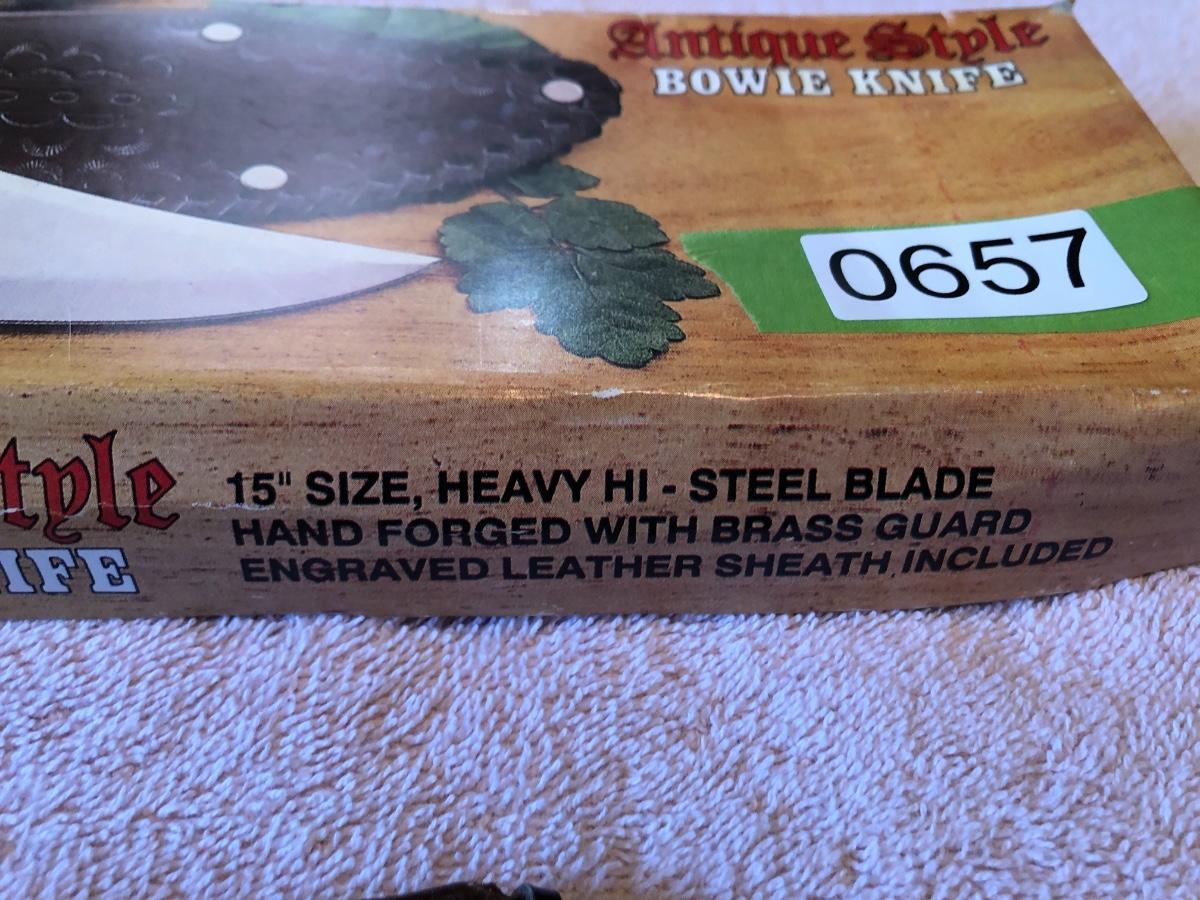 Antique Style
BOWIE KNIFE
0657
tyle
IFE
15" SIZE, HEAVY HI - STEEL BLADE
HAND FORGED WITH BRASS GUARD
ENGRAVED LEATHER SHEATH INCLUDED